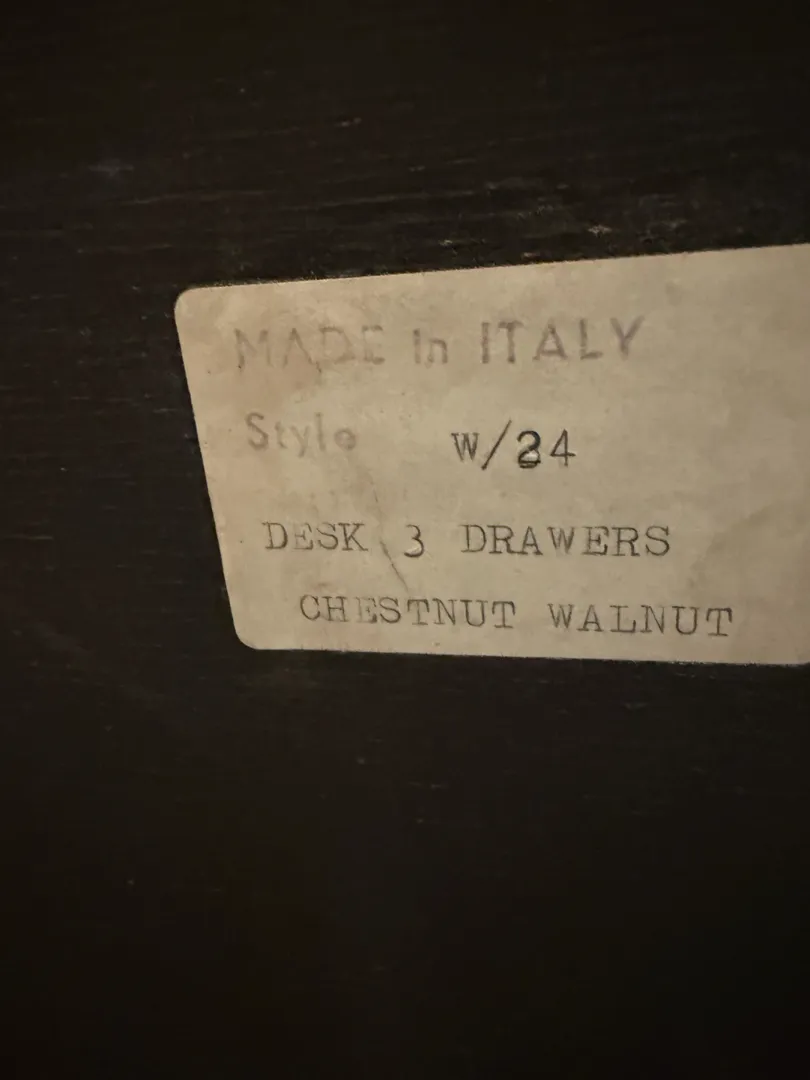 MADE in ITALY
Style W/24
DESK 3 DRAWERS
CHESTNUT WALNUT